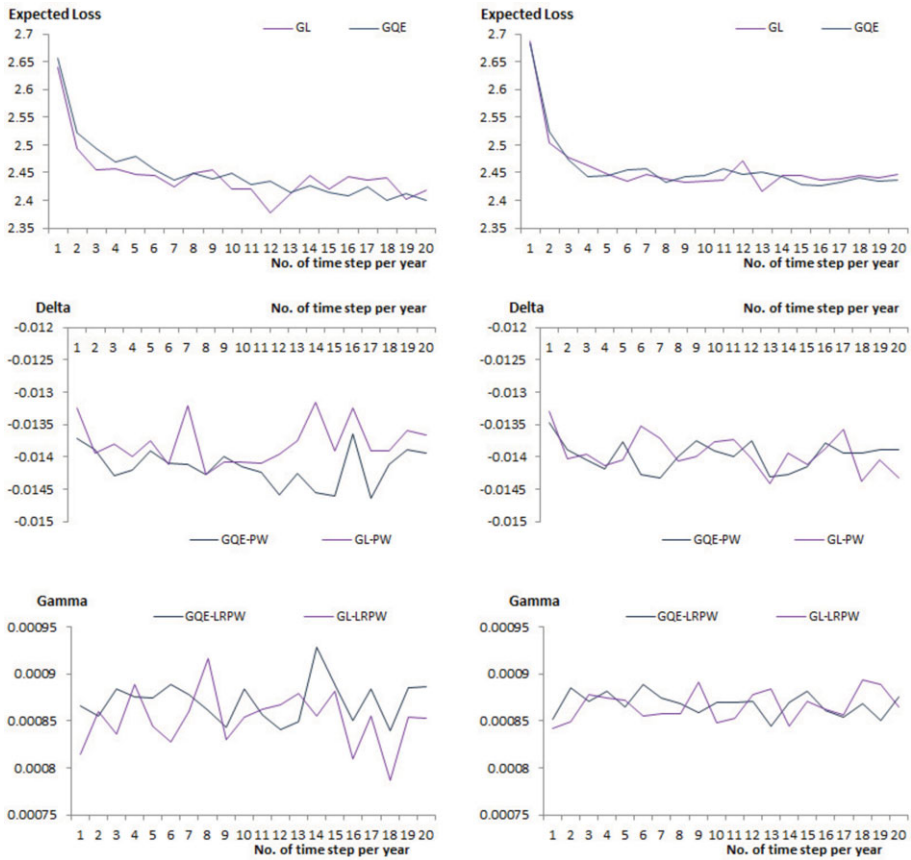 Expected Loss
GL GQE
2.7
2.65
2.6
2.55
2.5
2.45
2.4
2.35
1 2 3 4 5 6 7 8 9 10 11 12 13 14 15 16 17 18 19 20
No. of time step per year
Expected Loss
GL GQE
2.7
2.65
2.6
2.55
2.5
2.45
2.4
2.35
1 2 3 4 5 6 7 8 9 10 11 12 13 14 15 16 17 18 19 20
No. of time step per year
Delta No. of time step per year
-0.012
1 2 3 4 5 6 7 8 9 10 11 12 13 14 15 16 17 18 19 20
-0.0125
-0.013
-0.0135
-0.014
-0.0145
-0.015
GQE-PW GL-PW
Delta No. of time step per year
-0.012
1 2 3 4 5 6 7 8 9 10 11 12 13 14 15 16 17 18 19 20
-0.0125
-0.013
-0.0135
-0.014
-0.0145
-0.015
GQE-PW GL-PW
Gamma
GQE-LRPW GL-LRPW
0.00095
0.0009
0.00085
0.0008
0.00075
1 2 3 4 5 6 7 8 9 10 11 12 13 14 15 16 17 18 19 20
No. of time step per year
Gamma
GQE-LRPW GL-LRPW
0.00095
0.0009
0.00085
0.0008
0.00075
1 2 3 4 5 6 7 8 9 10 11 12 13 14 15 16 17 18 19 20
No. of time step per year